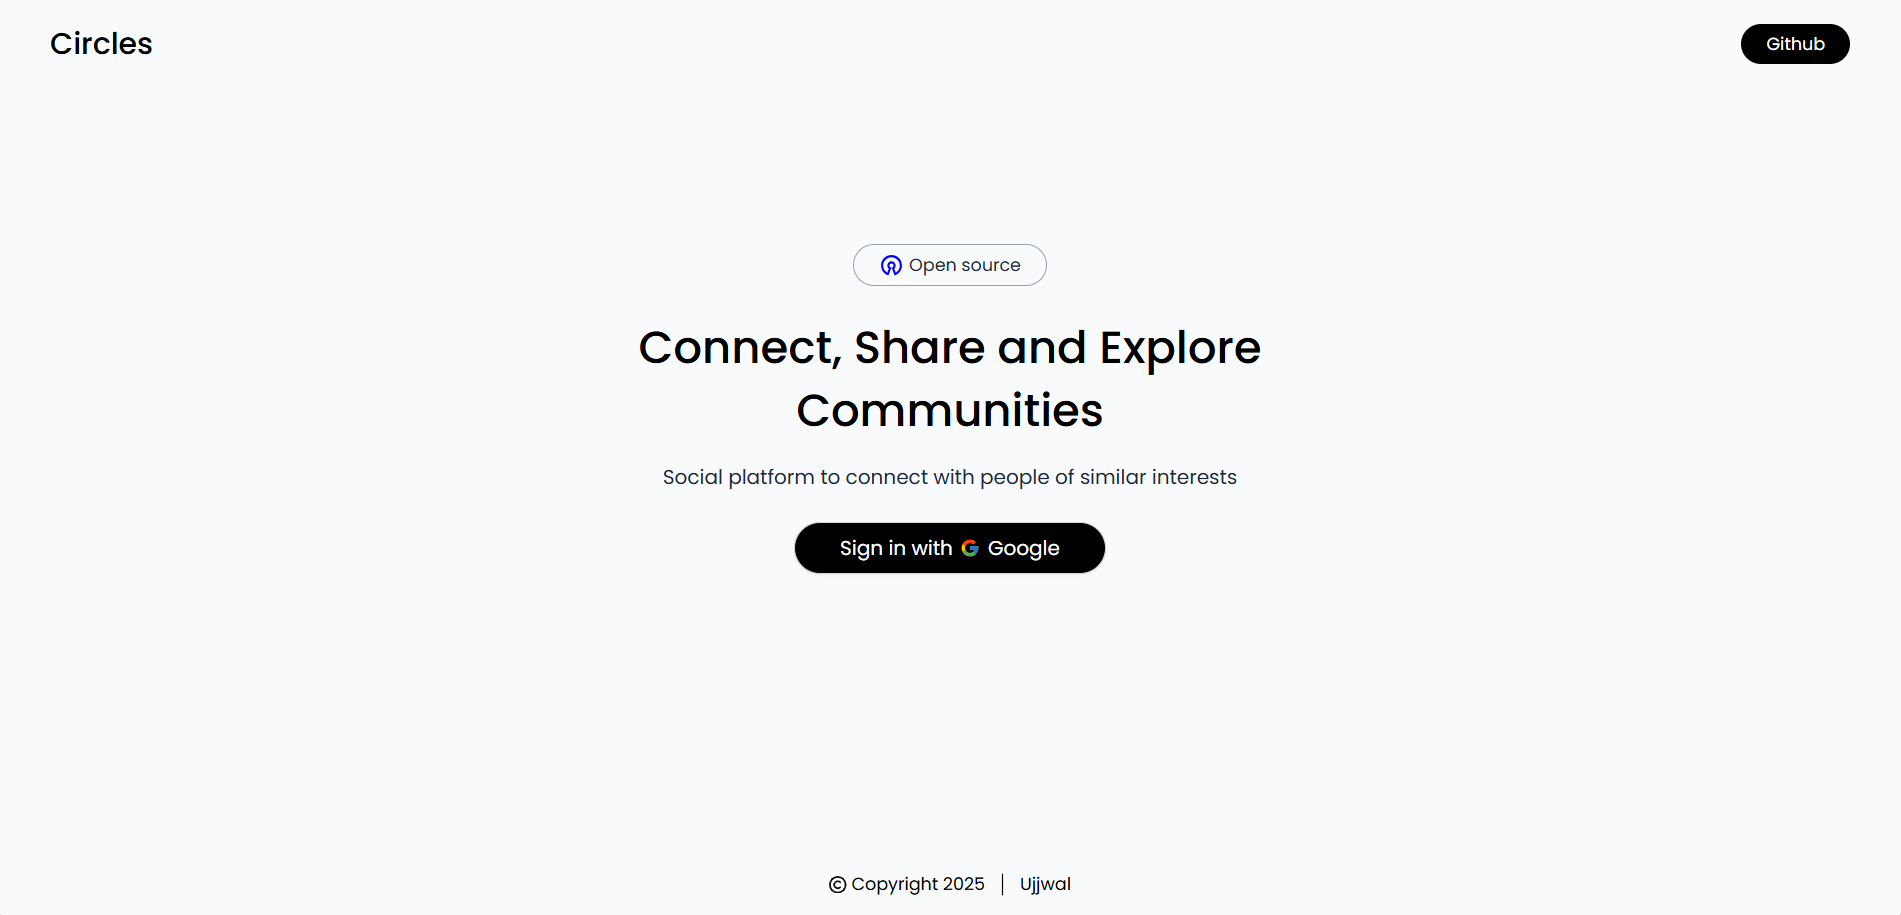 Circles
Github
Open source
Connect, Share and Explore
Communities
Social platform to connect with people of similar interests
Sign in with Google
© Copyright 2025 | Ujjwal